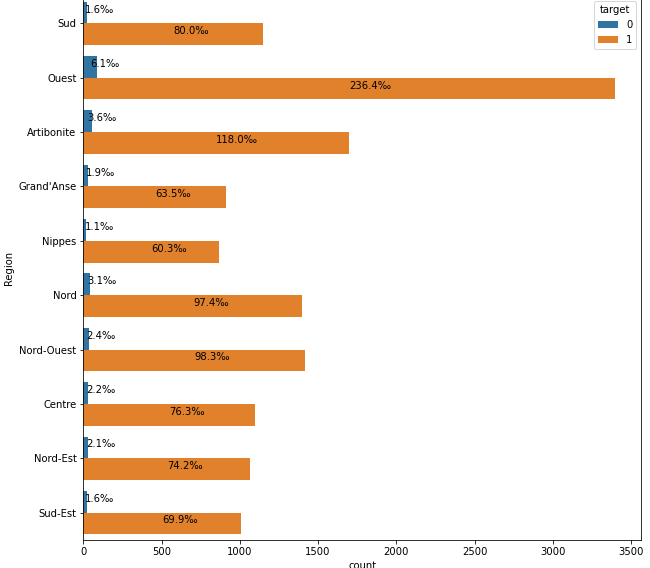 target
0
1
Sud
1.6‰
80.0‰
Ouest
6.1‰
236.4‰
Artibonite
3.6‰
118.0‰
Grand'Anse
1.9‰
63.5‰
Nippes
1.1‰
60.3‰
Nord
3.1‰
97.4‰
Nord-Ouest
2.4‰
98.3‰
Centre
2.2‰
76.3‰
Nord-Est
2.1‰
74.2‰
Sud-Est
1.6‰
69.9‰
Region
0 500 1000 1500 2000 2500 3000 3500
count